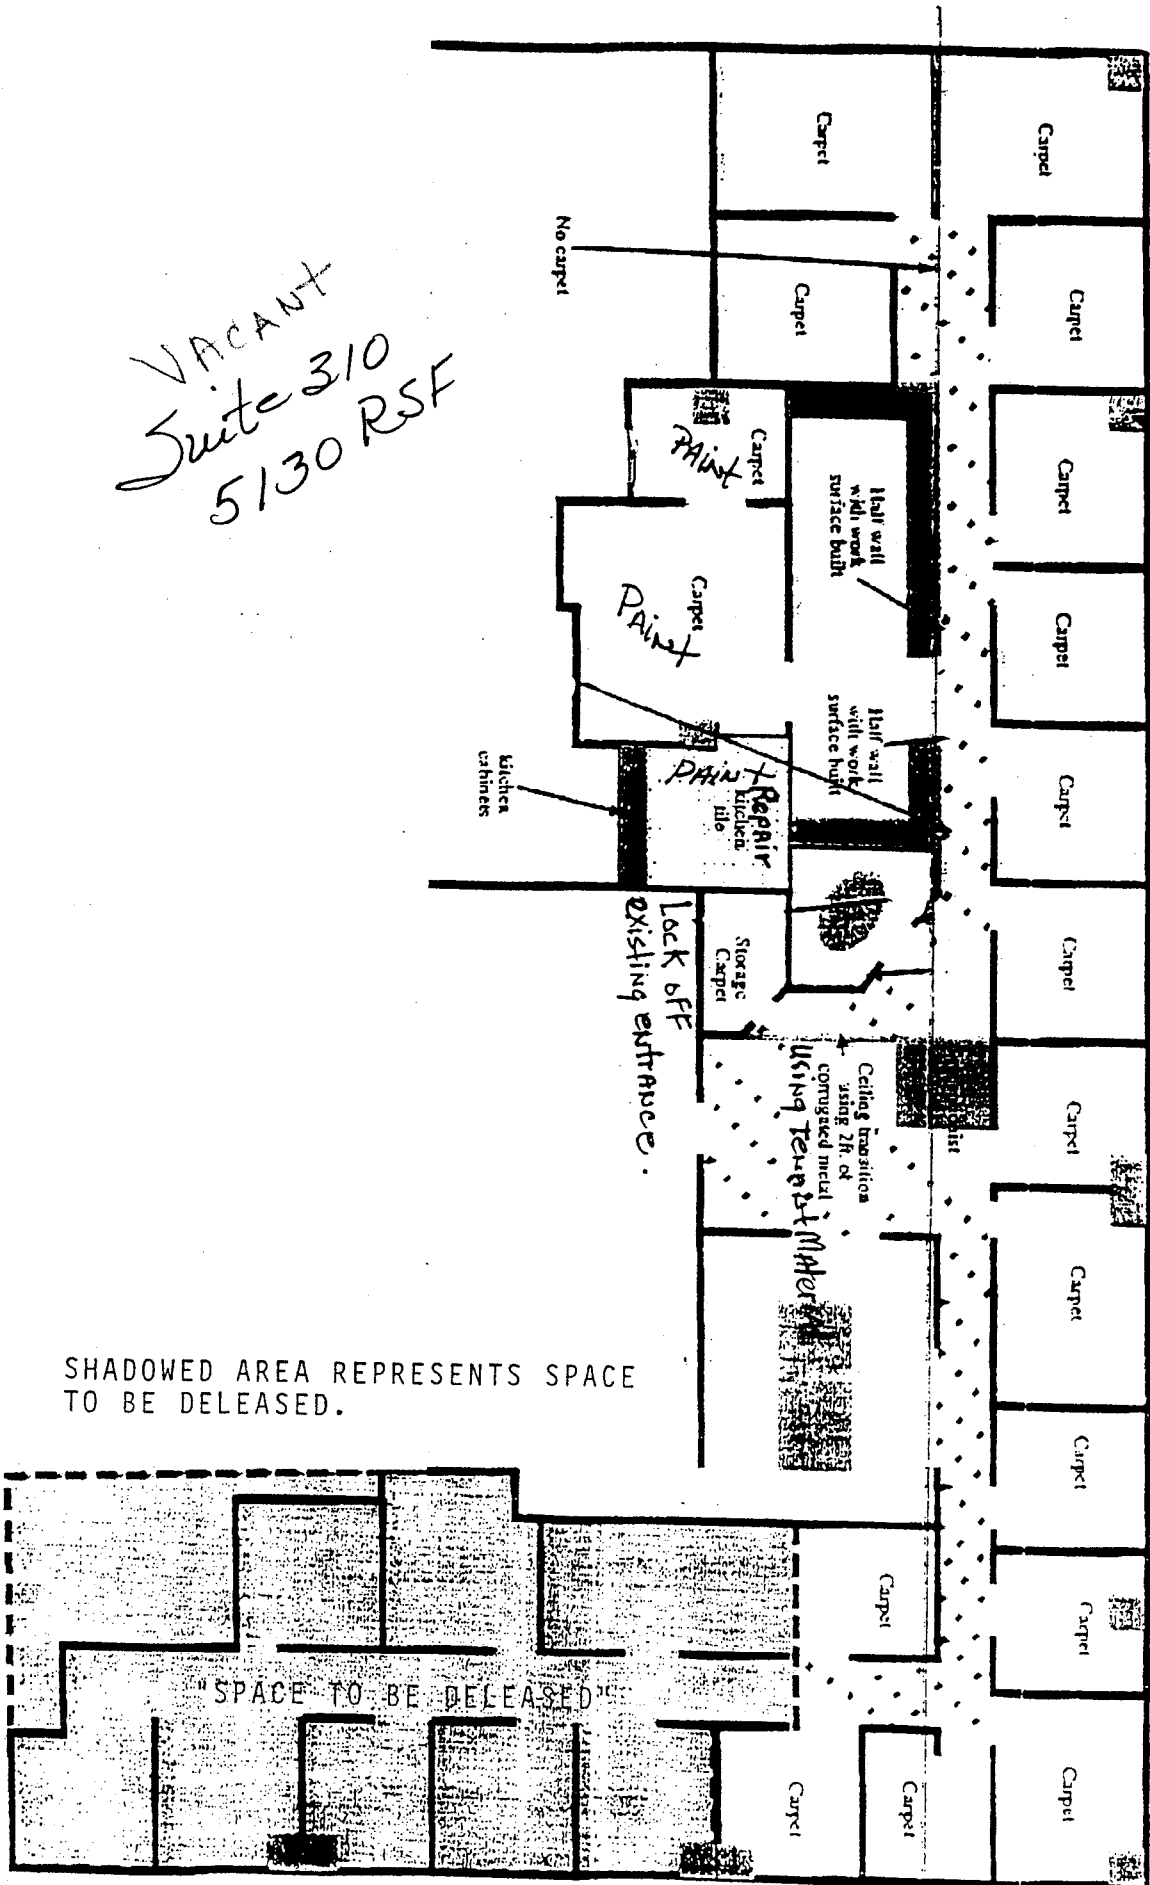 Carpet
Carpet
Carpet
No carpet
Carpet
VACANT
Suite 310
5130 RSF
Carpet
Carpet
PAINT
Half wall
with work
surface built
Carpet
Carpet
PAINT
Half wall
with work
surface built
Carpet
kitchen
cabinets
PAINT
Repair
kitchen
tile
Lock off
existing entrance.
Storage
Carpet
Carpet
Ceiling transition
using 2ft. of
corrugated metal
Carpet
Carpet
SHADOWED AREA REPRESENTS SPACE
TO BE DELEASED.
Carpet
Carpet
Carpet
"SPACE TO BE DELEASED"
Carpet
Carpet
Carpet